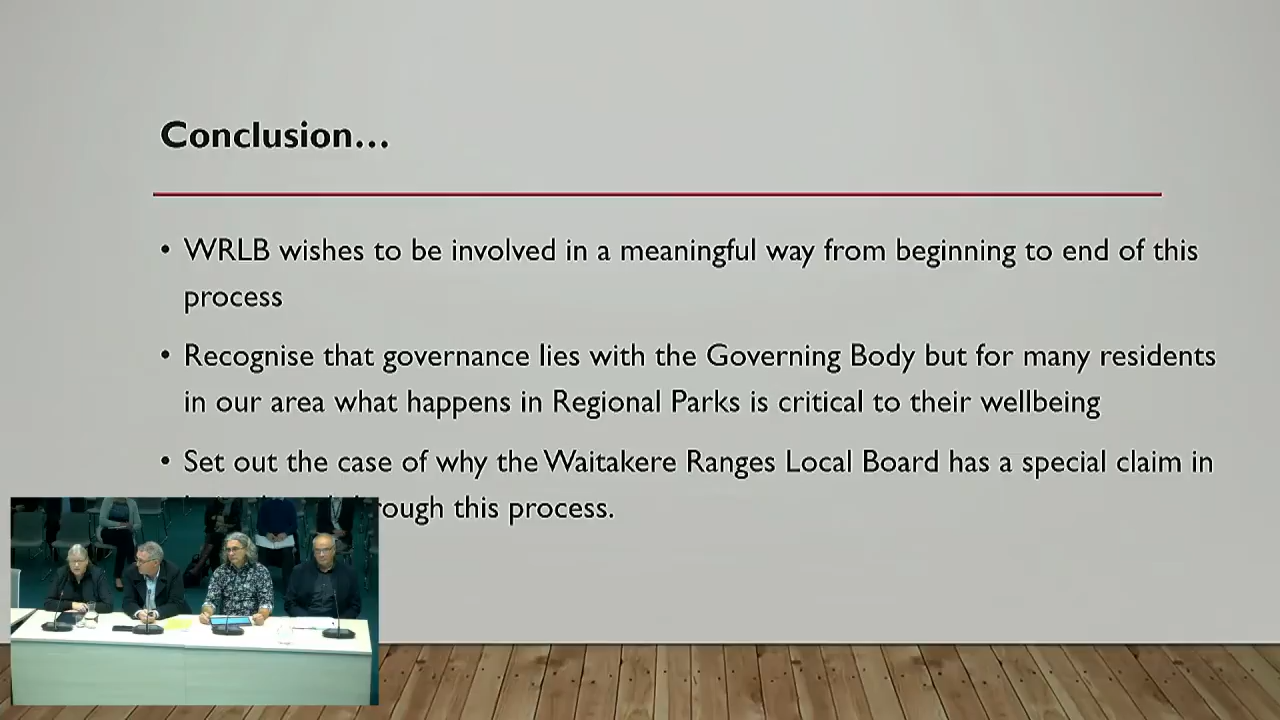 Conclusion...
• WRLB wishes to be involved in a meaningful way from beginning to end of this
process
• Recognise that governance lies with the Governing Body but for many residents
in our area what happens in Regional Parks is critical to their wellbeing
• Set out the case of why the Waitakere Ranges Local Board has a special claim in
rough this process.